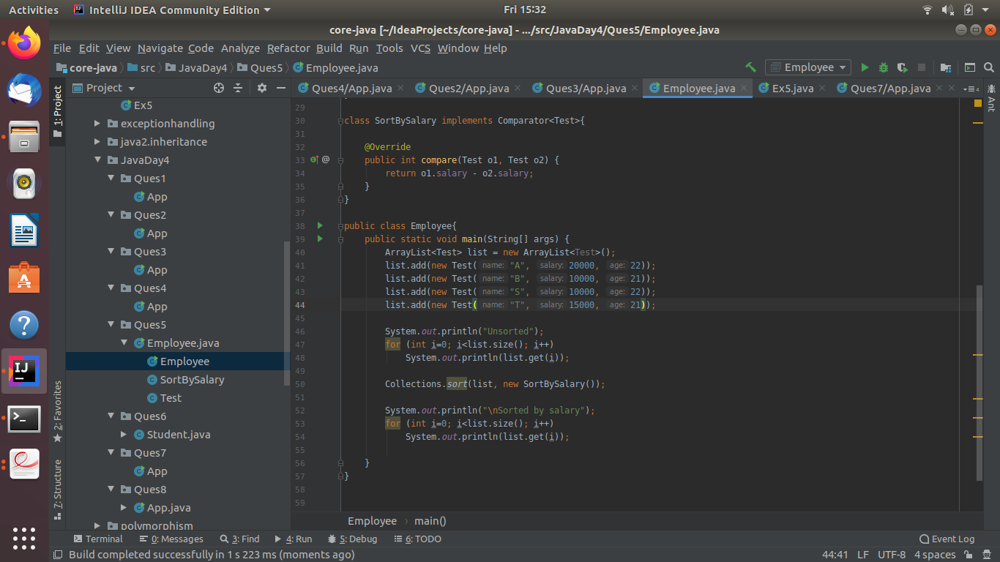 Activities IntelliJ IDEA Community Edition Fri 15:32
core-java [~/IdeaProjects/core-java] - .../src/JavaDay4/Ques5/Employee.java
File Edit View Navigate Code Analyze Refactor Build Run Tools VCS Window Help
core-java src JavaDay4 Ques5 Employee.java Employee
Project
Ques4/App.java Ques2/App.java Ques3/App.java Employee.java Ex5.java Ques7/App.java 4
1: Project
2: Favorites
7: Structure
Ant
Ex5
exceptionhandling
java2.inheritance
JavaDay4
Ques1
App
Ques2
App
Ques3
App
Ques4
App
Ques5
Employee.java
Employee
SortBySalary
Test
Ques6
Student.java
Ques7
App
Ques8
App.java
polymorphism
29
30 class SortBySalary implements Comparator<Test>{
31
32 @Override
33 @ public int compare(Test o1, Test o2) {
34 return o1.salary - o2.salary;
35 }
36 }
37
38 public class Employee{
39 public static void main(String[] args) {
40 ArrayList<Test> list = new ArrayList<Test>();
41 list.add(new Test( name: "A", salary: 20000, age: 22));
42 list.add(new Test( name: "B", salary: 10000, age: 21));
43 list.add(new Test( name: "S", salary: 10000, age: 22));
44 list.add(new Test( name: "T", salary: 15000, age: 21));
45
46 System.out.println("Unsorted");
47 for (int i=0; i<list.size(); i++)
48 System.out.println(list.get(i));
49
50 Collections.sort(list, new SortBySalary());
51
52 System.out.println("\nSorted by salary");
53 for (int i=0; i<list.size(); i++)
54 System.out.println(list.get(i));
55
56 }
57 }
58
59
Employee › main()
Terminal 0: Messages 3: Find 4: Run 5: Debug 6: TODO Event Log
Build completed successfully in 1 s 223 ms (moments ago) 44:41 LF UTF-8 4 spaces